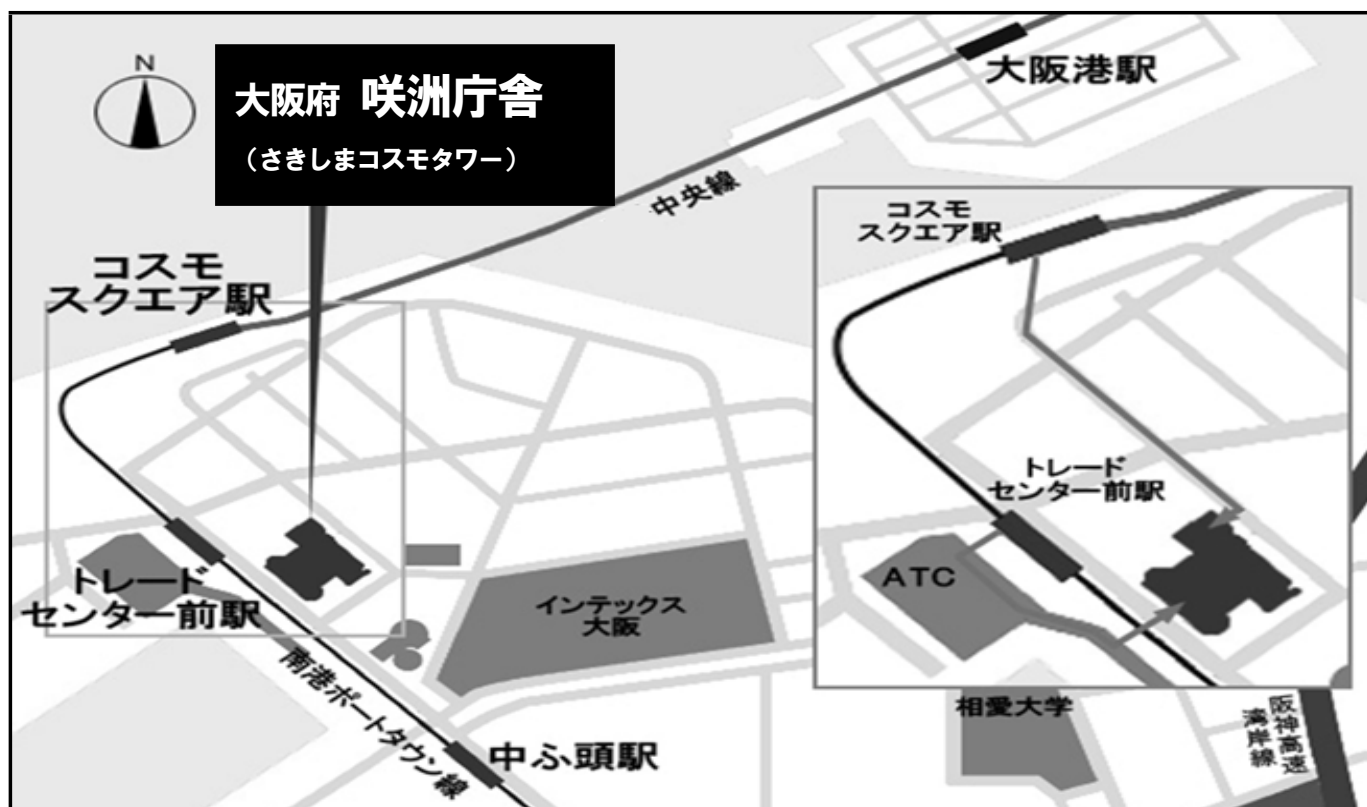 N
大阪府 咲洲庁舎
（さきしまコスモタワー）
大阪港駅
中央線
コスモ
スクエア駅
トレード
センター前駅
インテックス
大阪
南港ポートタウン線
中ふ頭駅
コスモ
スクエア駅
トレード
センター前駅
ATC
相愛大学
阪神高速
湾岸線